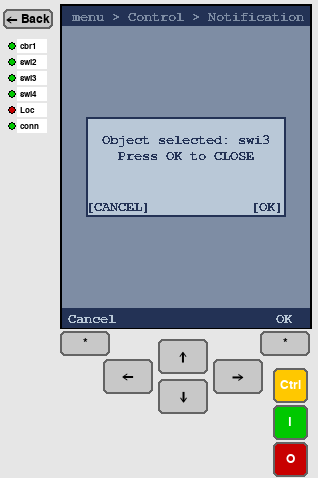 ← Back
menu > Control > Notification
cbr1
swi2
swi3
swi4
Loc
conn
Object selected: swi3
Press OK to CLOSE
[CANCEL] [OK]
Cancel OK
* *
↑
← →
↓
Ctrl
I
O